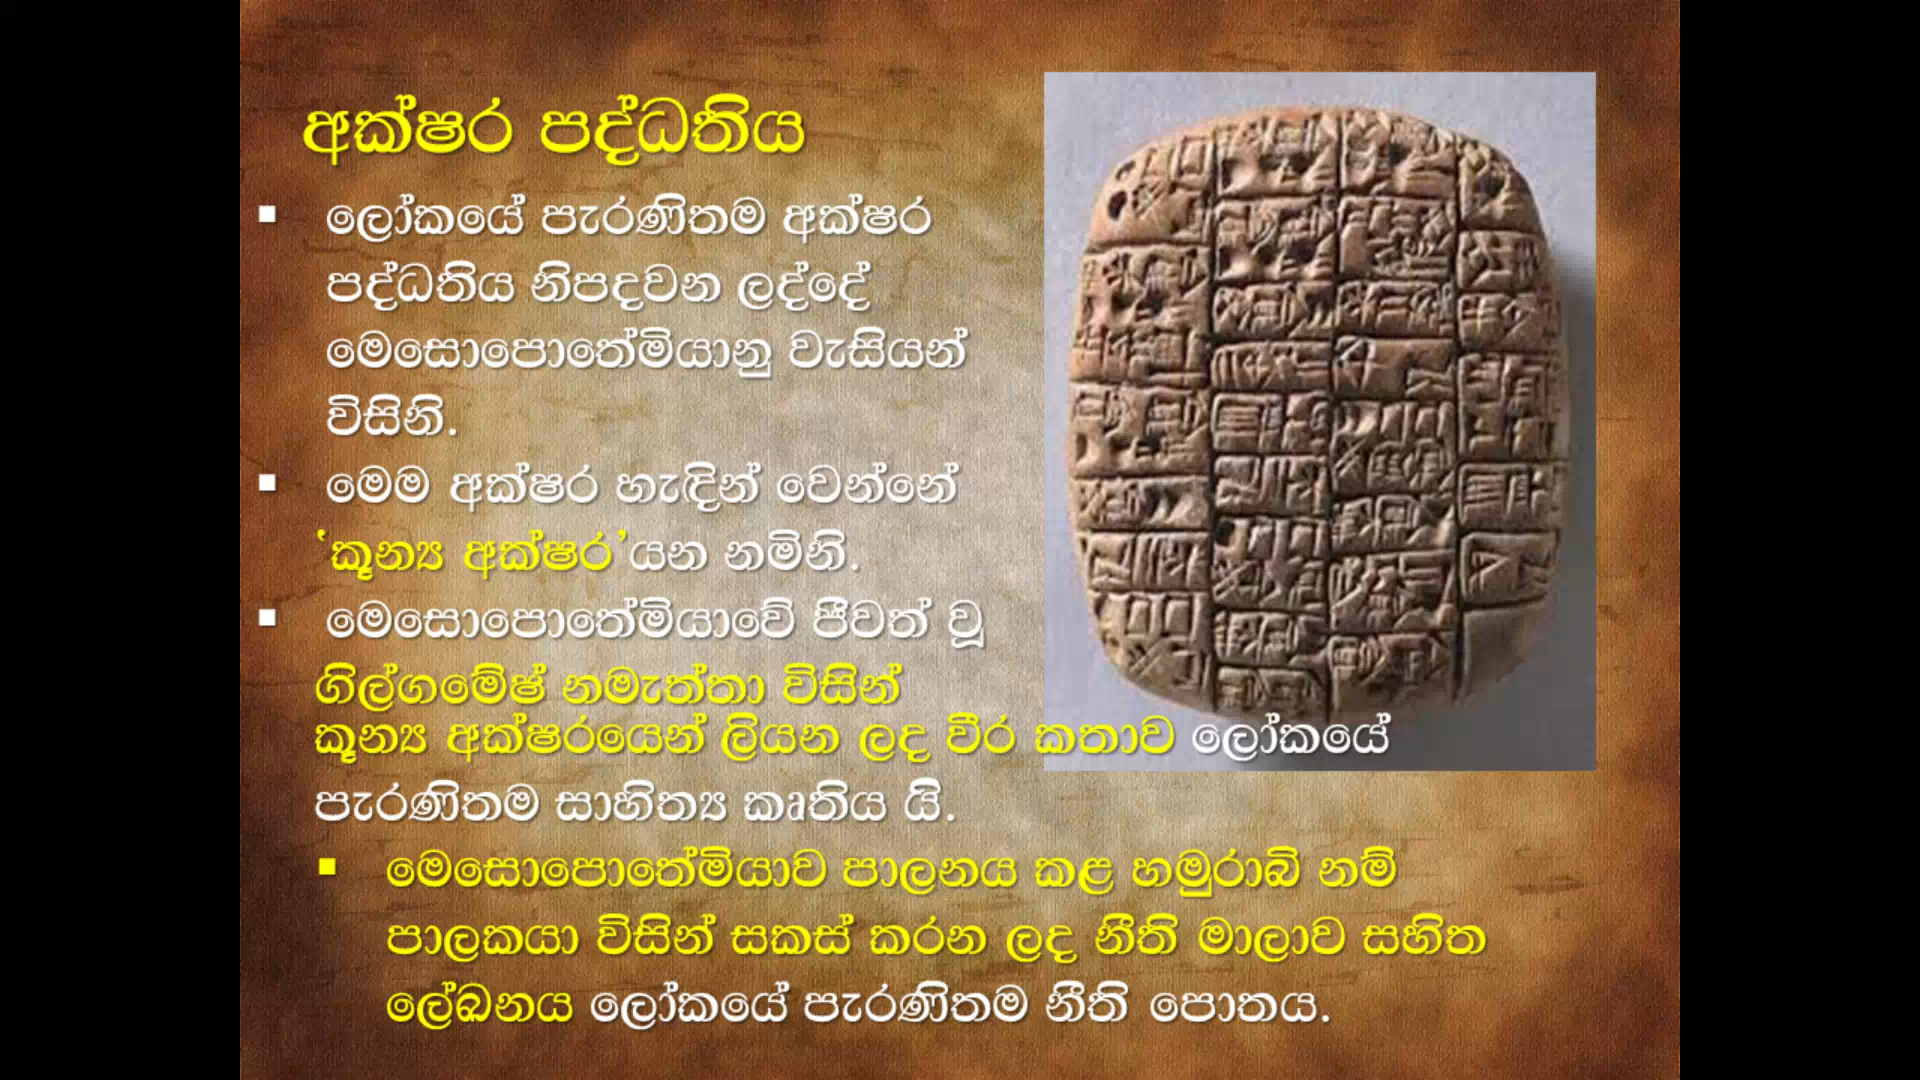 අක්ෂර පද්ධතිය
ලෝකයේ පැරණිතම අක්ෂර
පද්ධතිය නිපදවන ලද්දේ
මෙසොපොතේමියානු වැසියන්
විසිනි.
මෙම අක්ෂර හැඳින් වෙන්නේ
‘කූන්‍ය අක්ෂර’යන නමිනි.
මෙසොපොතේමියාවේ ජීවත් වූ
ගිල්ගමේෂ් නමැත්තා විසින්
කූන්‍ය අක්ෂරයෙන් ලියන ලද වීර කතාව ලෝකයේ
පැරණිතම සාහිත්‍ය කෘතිය යි.
මෙසොපොතේමියාව පාලනය කළ හමුරාබි නම්
පාලකයා විසින් සකස් කරන ලද නීති මාලාව සහිත
ලේඛනය ලෝකයේ පැරණිතම නීති පොතය.